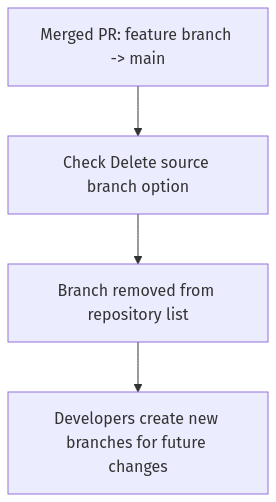 Merged PR: feature branch
-> main
Check Delete source
branch option
Branch removed from
repository list
Developers create new
branches for future
changes